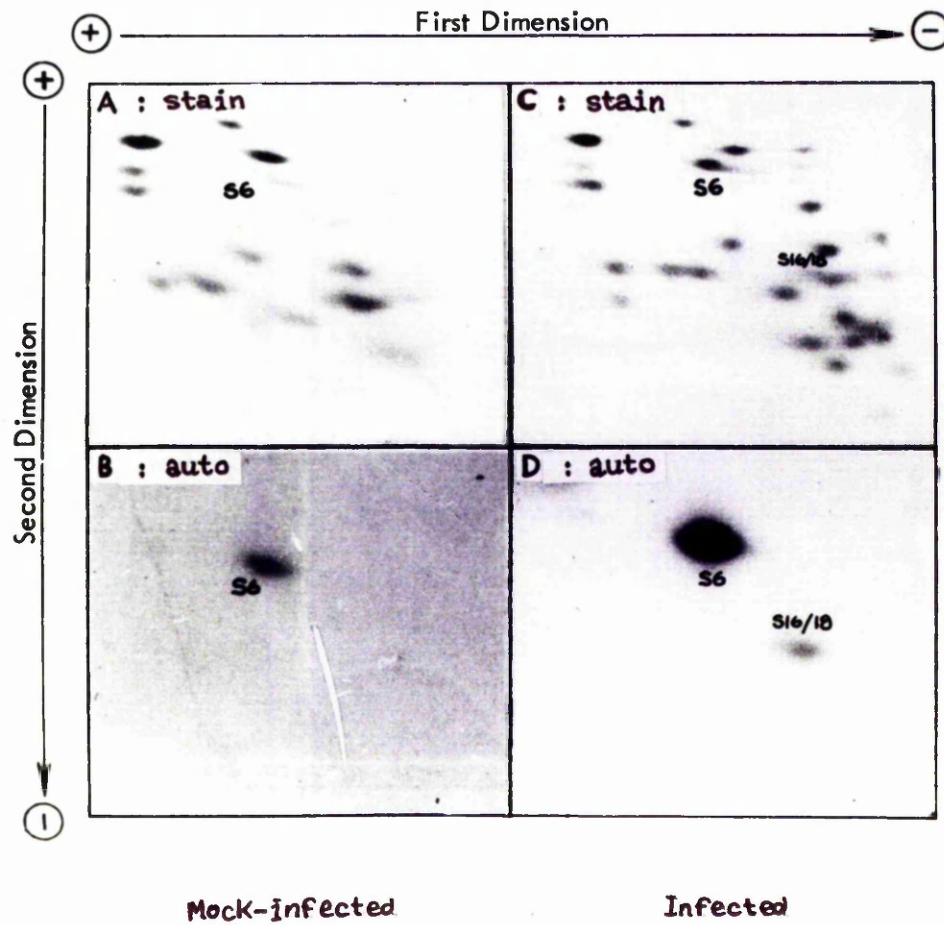 First Dimension
+
−
+
Second Dimension
−
A : stain
S6
C : stain
S6
S16/18
B : auto
S6
D : auto
S6
S16/18
Mock-infected
Infected